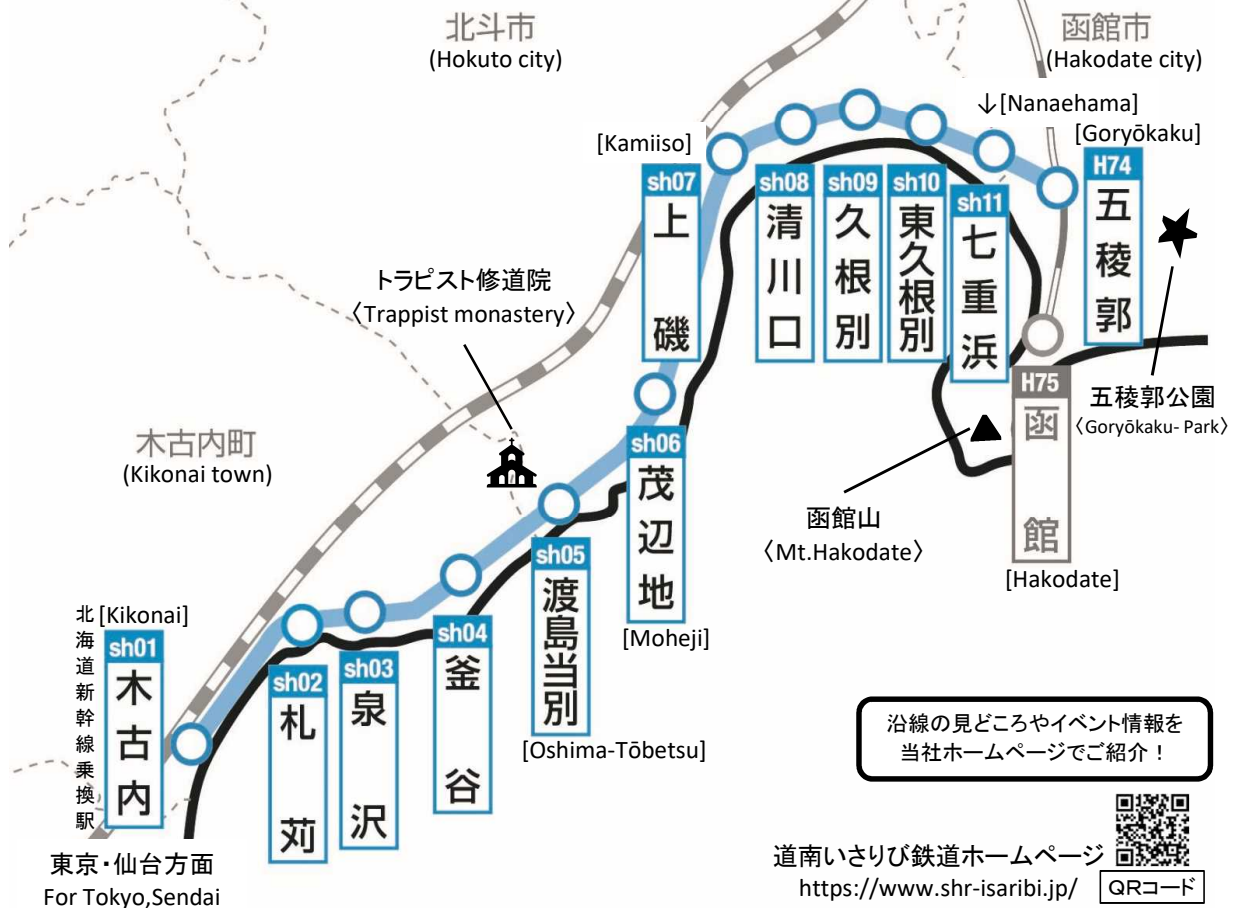 北斗市
(Hokuto city)
函館市
(Hakodate city)
↓[Nanaehama]
[Goryōkaku]
[Kamiiso]
H74
五稜郭
sh07
上磯
sh08
清川口
sh09
久根別
sh10
東久根別
sh11
七重浜
トラピスト修道院
〈Trappist monastery〉
H75
函館
[Hakodate]
五稜郭公園
〈Goryōkaku- Park〉
木古内町
(Kikonai town)
sh06
茂辺地
[Moheji]
函館山
〈Mt.Hakodate〉
sh05
渡島当別
[Oshima-Tōbetsu]
北海道新幹線乗換駅
[Kikonai]
sh01
木古内
sh02
札苅
sh03
泉沢
sh04
釜谷
東京・仙台方面
For Tokyo,Sendai
沿線の見どころやイベント情報を
当社ホームページでご紹介！
道南いさりび鉄道ホームページ
https://www.shr-isaribi.jp/
QRコード